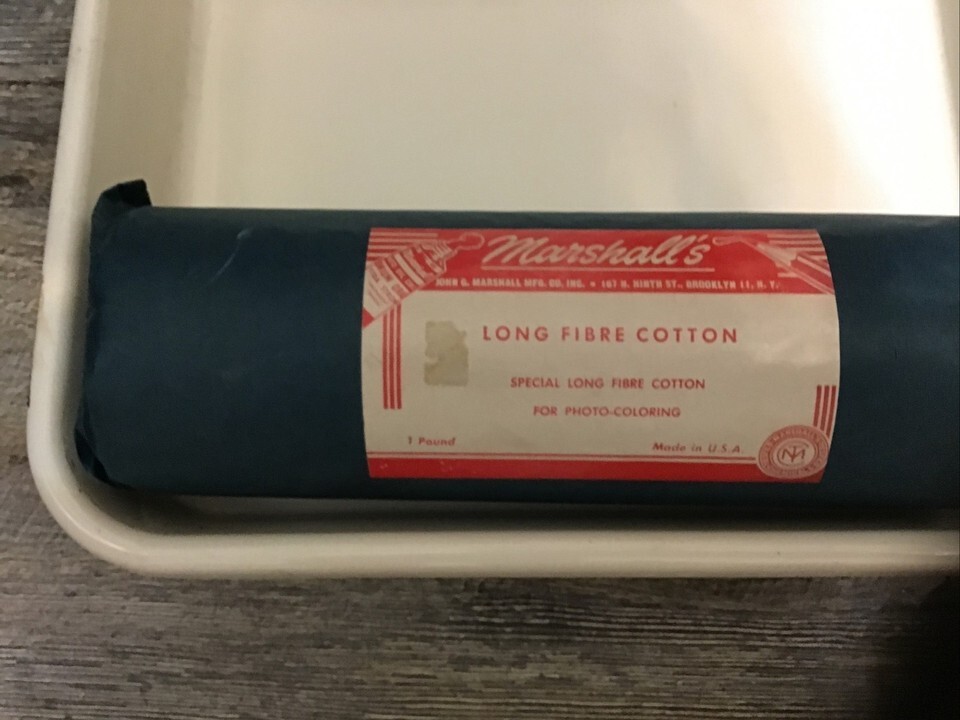 Marshall's
JOHN G. MARSHALL MFG. CO. INC. • 167 N. NINTH ST., BROOKLYN 11, N. Y.
LONG FIBRE COTTON
SPECIAL LONG FIBRE COTTON
FOR PHOTO-COLORING
1 Pound
Made in U.S.A.